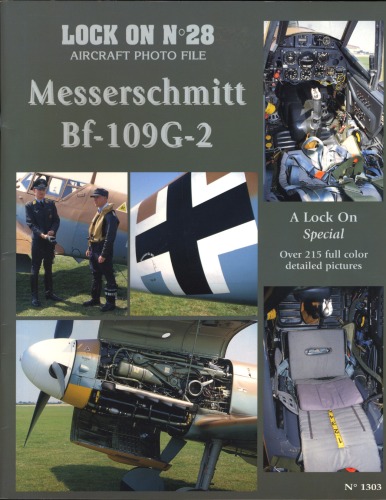 LOCK ON N°28
AIRCRAFT PHOTO FILE
Messerschmitt
Bf-109G-2
A Lock On
Special
Over 215 full color
detailed pictures
N° 1303